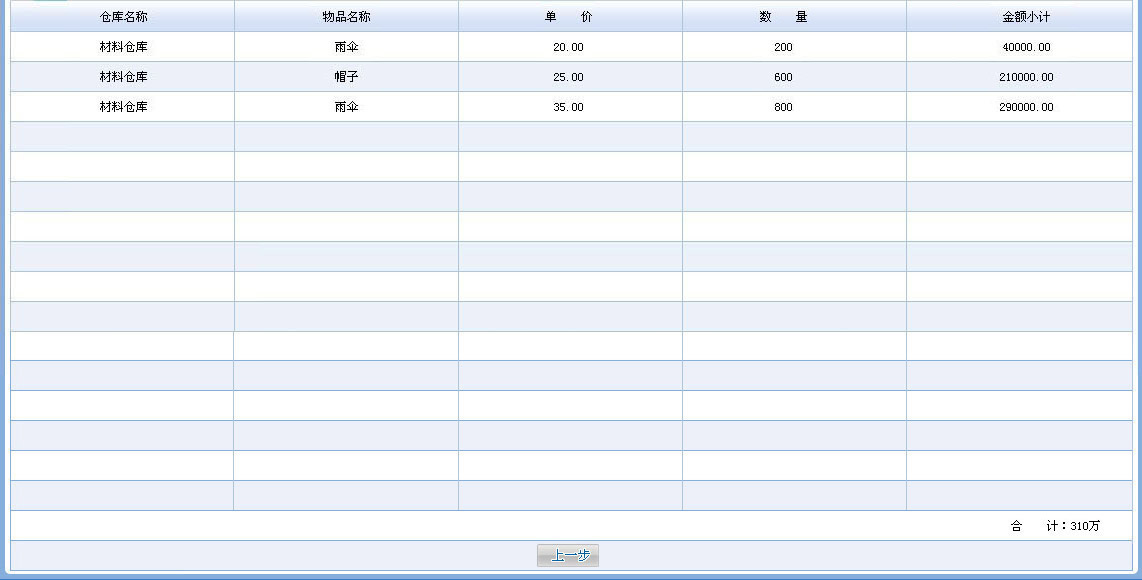 仓库名称 物品名称 单 价 数 量 金额小计
材料仓库 雨伞 20.00 200 40000.00
材料仓库 帽子 25.00 600 210000.00
材料仓库 雨伞 35.00 800 290000.00
合 计：310万
上一步